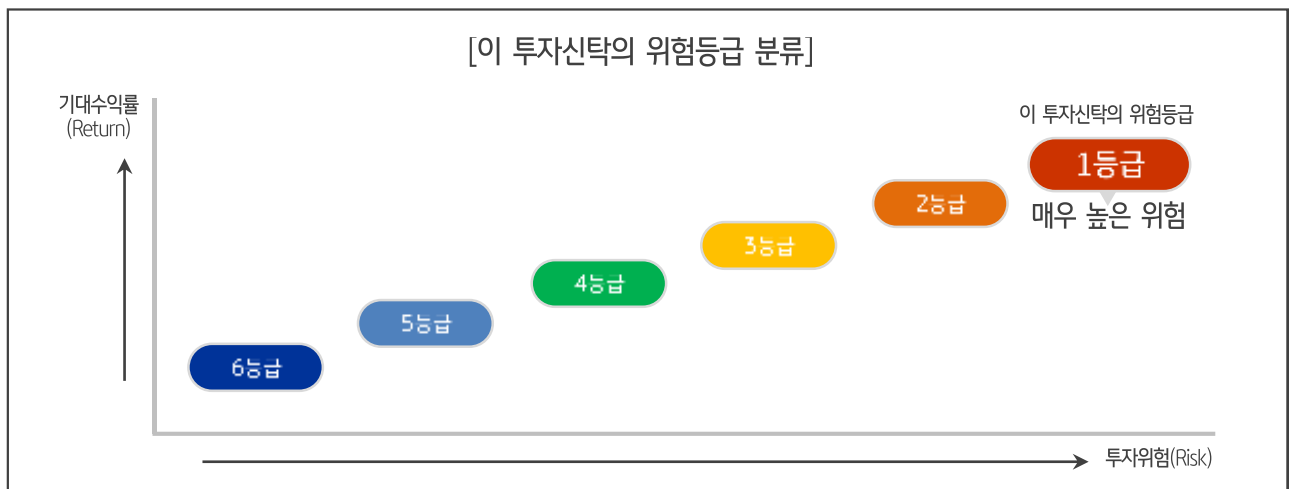 [이 투자신탁의 위험등급 분류]
기대수익률
(Return)
이 투자신탁의 위험등급
1등급
매우 높은 위험
2등급
3등급
4등급
5등급
6등급
투자위험(Risk)